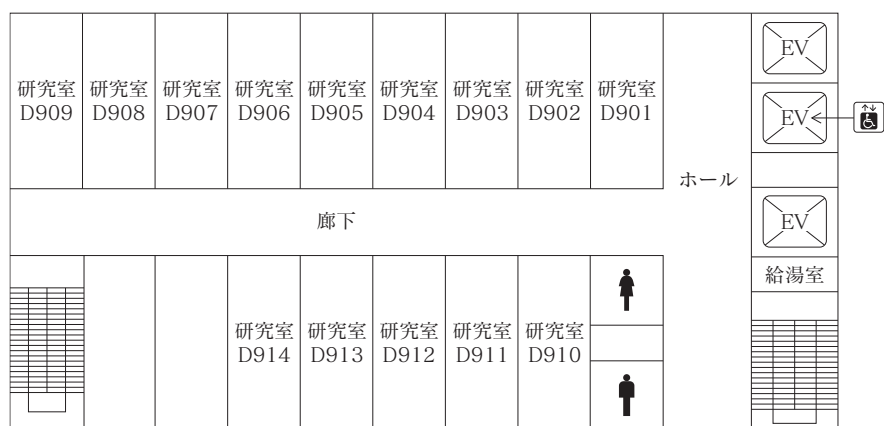 研究室
D909
研究室
D908
研究室
D907
研究室
D906
研究室
D905
研究室
D904
研究室
D903
研究室
D902
研究室
D901
EV
EV
ホール
廊下
EV
給湯室
研究室
D914
研究室
D913
研究室
D912
研究室
D911
研究室
D910